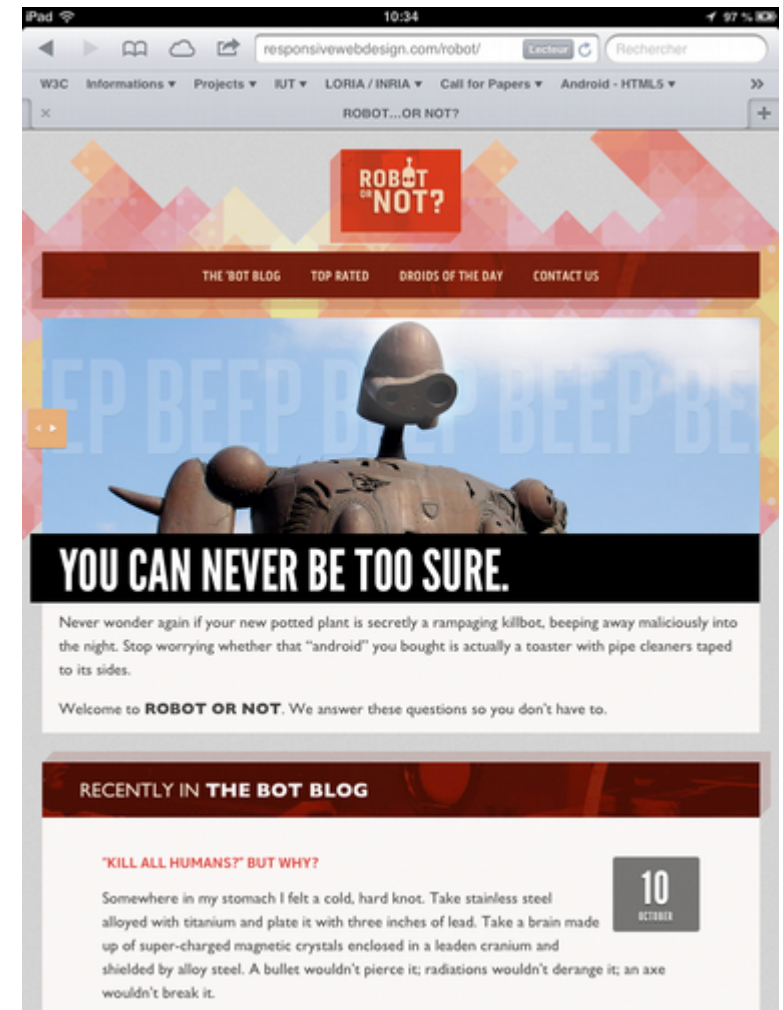 iPad 10:34 97 %
responsivewebdesign.com/robot/ Lecteur Rechercher
W3C Informations Projects IUT LORIA / INRIA Call for Papers Android - HTML5 »
ROBOT...OR NOT?
ROBOT
OR NOT?
THE 'BOT BLOG TOP RATED DROIDS OF THE DAY CONTACT US
EP BEEP BEEP BEEP BE
YOU CAN NEVER BE TOO SURE.
Never wonder again if your new potted plant is secretly a rampaging killbot, beeping away maliciously into
the night. Stop worrying whether that “android” you bought is actually a toaster with pipe cleaners taped
to its sides.
Welcome to ROBOT OR NOT. We answer these questions so you don't have to.
RECENTLY IN THE BOT BLOG
"KILL ALL HUMANS?" BUT WHY?
10
OCTOBER
Somewhere in my stomach I felt a cold, hard knot. Take stainless steel
alloyed with titanium and plate it with three inches of lead. Take a brain made
up of super-charged magnetic crystals enclosed in a leaden cranium and
shielded by alloy steel. A bullet wouldn't pierce it; radiations wouldn't derange it; an axe
wouldn't break it.